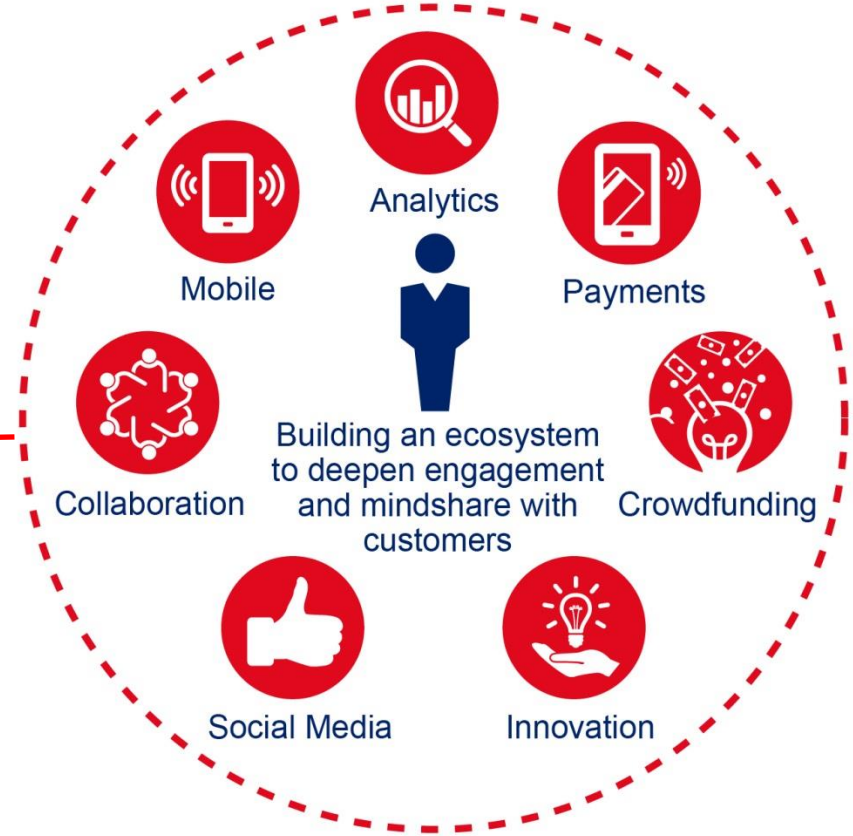 Analytics
Mobile
Payments
Building an ecosystem
to deepen engagement
and mindshare with
customers
Collaboration
Crowdfunding
Social Media
Innovation